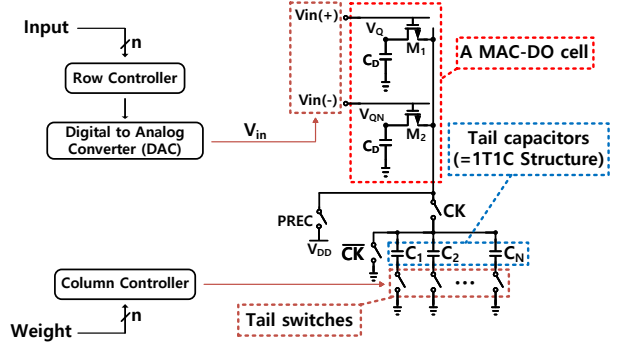 Input
n
Row Controller
Digital to Analog
Converter (DAC)
Vin
Vin(+)
VQ
M1
CD
Vin(-)
VQN
M2
CD
A MAC-DO cell
Tail capacitors
(=1T1C Structure)
PREC
VDD
CK
CK
C1
C2
CN
...
Column Controller
Weight
n
Tail switches